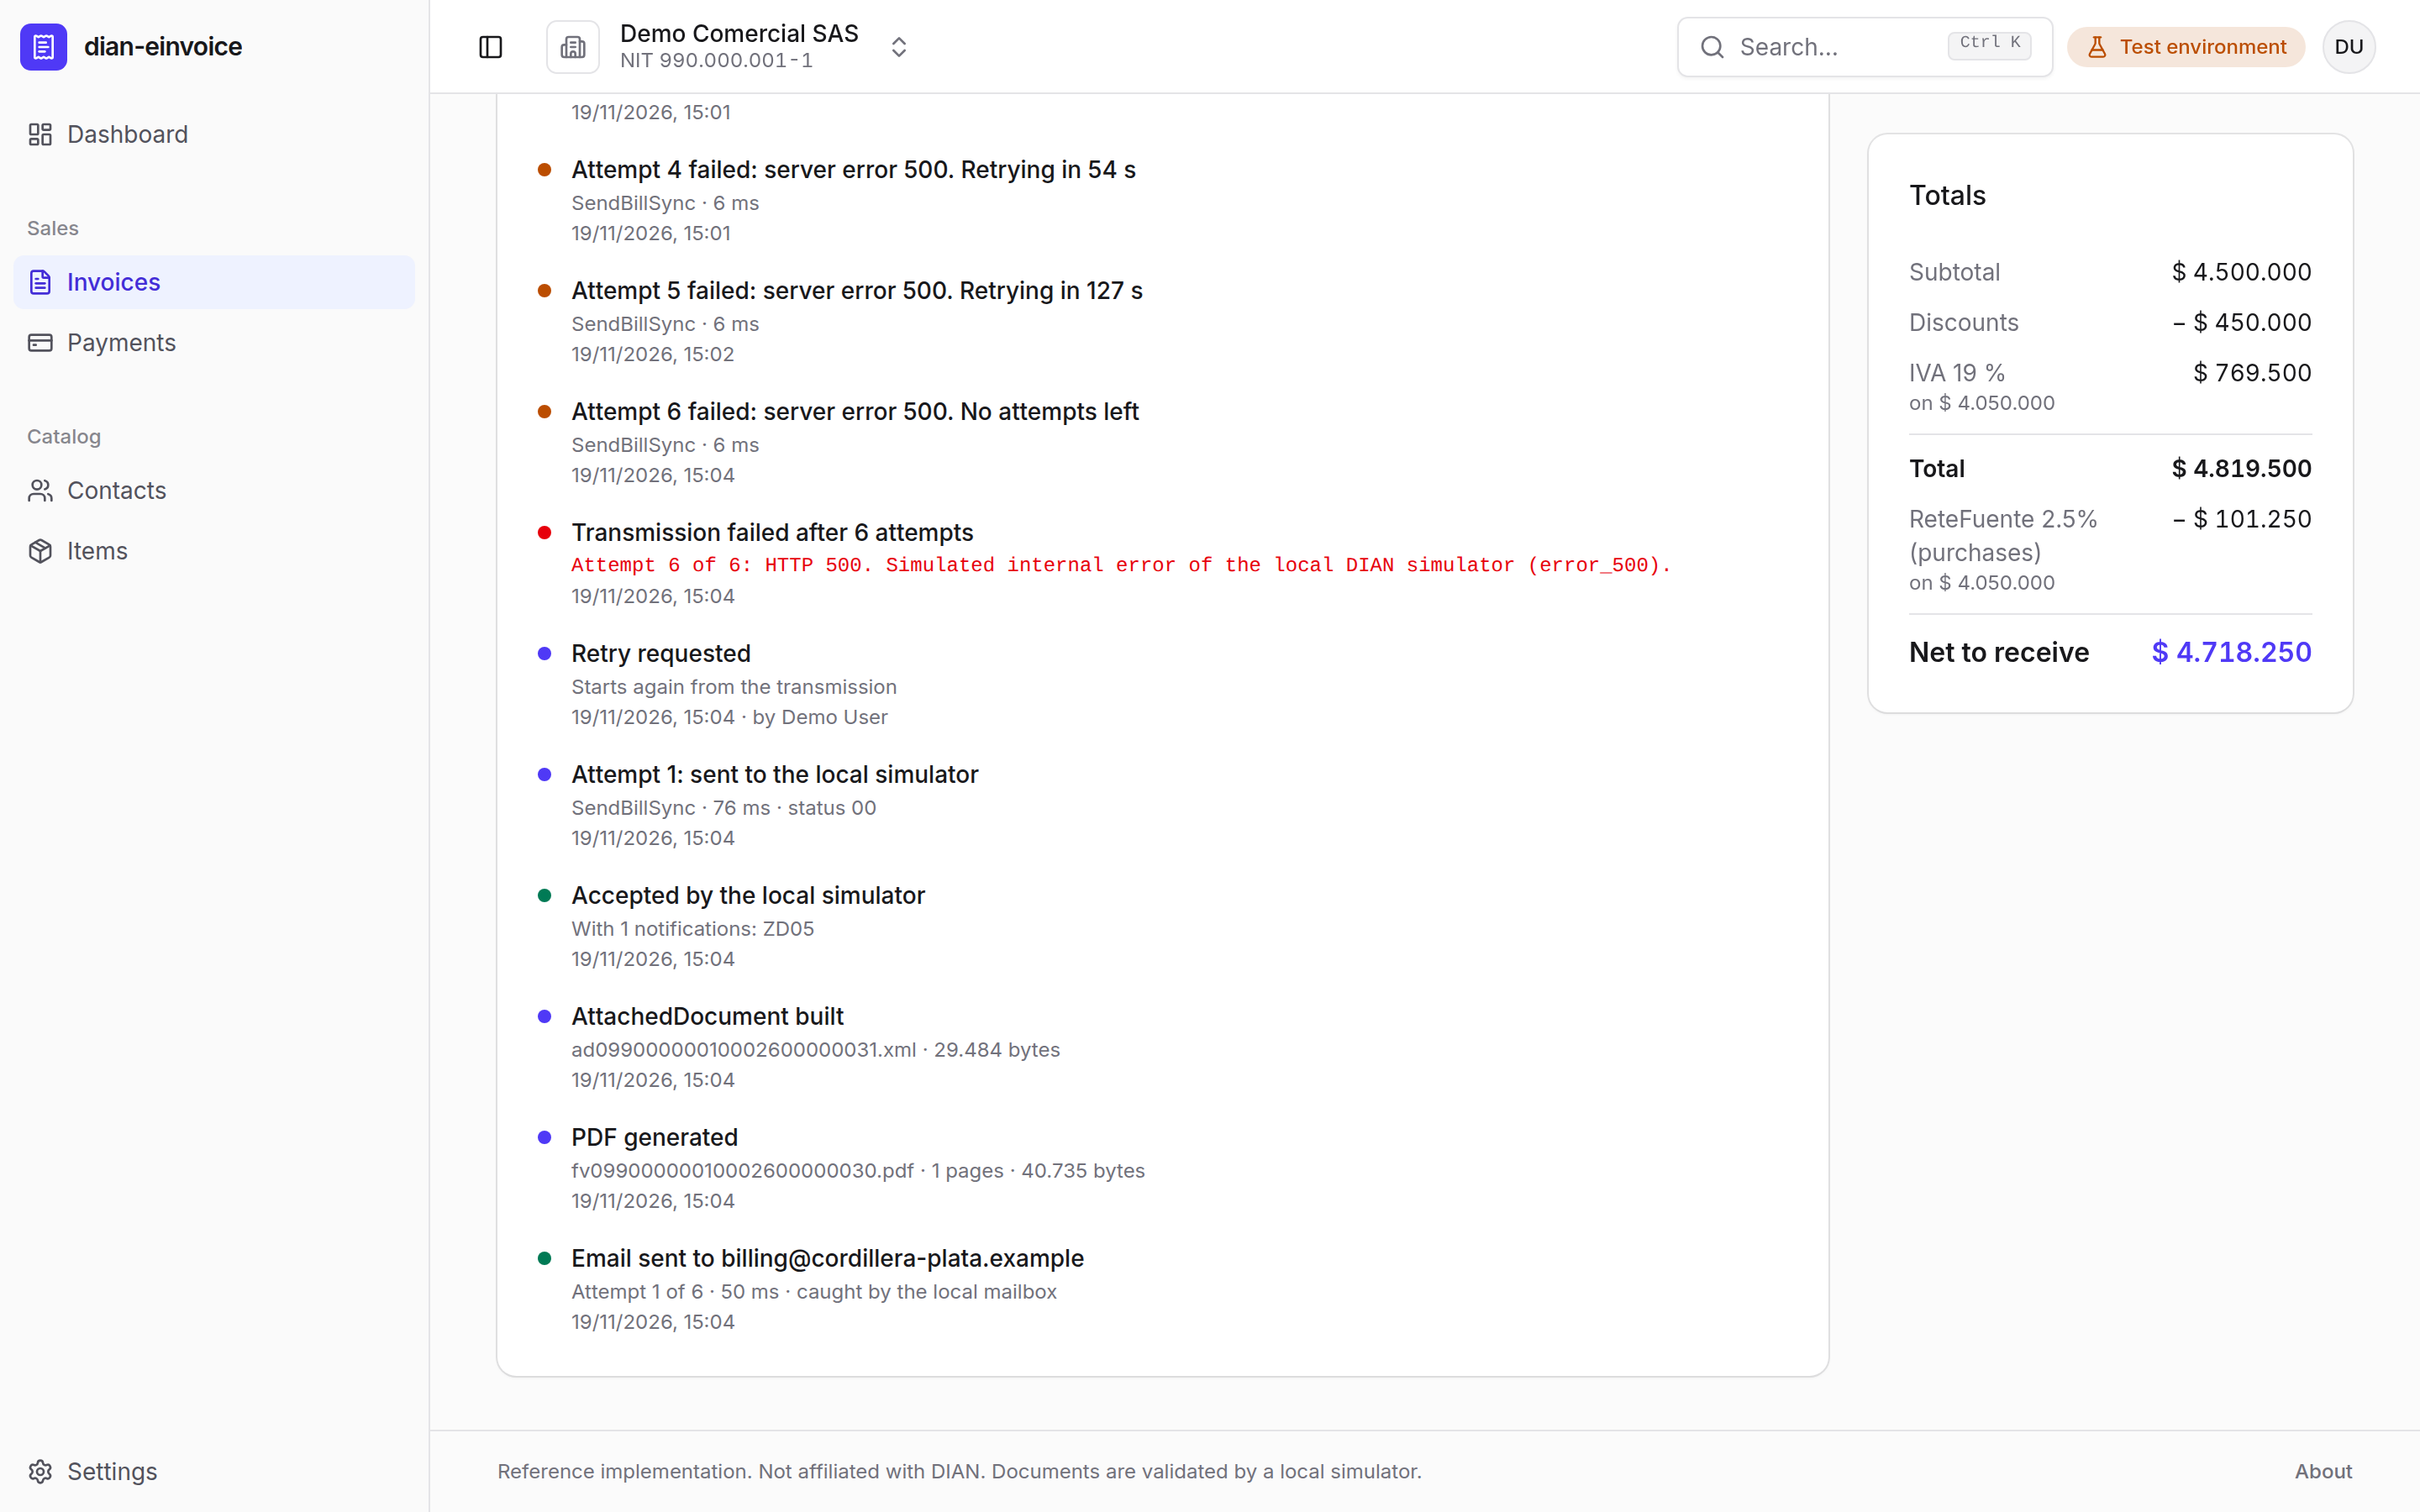 dian-einvoice
Dashboard
Sales
Invoices
Payments
Catalog
Contacts
Items
Settings
Demo Comercial SAS
NIT 990.000.001-1
Search...
Ctrl K
Test environment
DU
19/11/2026, 15:01
Attempt 4 failed: server error 500. Retrying in 54 s
SendBillSync · 6 ms
19/11/2026, 15:01
Attempt 5 failed: server error 500. Retrying in 127 s
SendBillSync · 6 ms
19/11/2026, 15:02
Attempt 6 failed: server error 500. No attempts left
SendBillSync · 6 ms
19/11/2026, 15:04
Transmission failed after 6 attempts
Attempt 6 of 6: HTTP 500. Simulated internal error of the local DIAN simulator (error_500).
19/11/2026, 15:04
Retry requested
Starts again from the transmission
19/11/2026, 15:04 · by Demo User
Attempt 1: sent to the local simulator
SendBillSync · 76 ms · status 00
19/11/2026, 15:04
Accepted by the local simulator
With 1 notifications: ZD05
19/11/2026, 15:04
AttachedDocument built
ad09900000010002600000031.xml · 29.484 bytes
19/11/2026, 15:04
PDF generated
fv09900000010002600000030.pdf · 1 pages · 40.735 bytes
19/11/2026, 15:04
Email sent to billing@cordillera-plata.example
Attempt 1 of 6 · 50 ms · caught by the local mailbox
19/11/2026, 15:04
Totals
Subtotal $ 4.500.000
Discounts − $ 450.000
IVA 19 % $ 769.500
on $ 4.050.000
Total $ 4.819.500
ReteFuente 2.5% − $ 101.250
(purchases)
on $ 4.050.000
Net to receive $ 4.718.250
Reference implementation. Not affiliated with DIAN. Documents are validated by a local simulator.
About